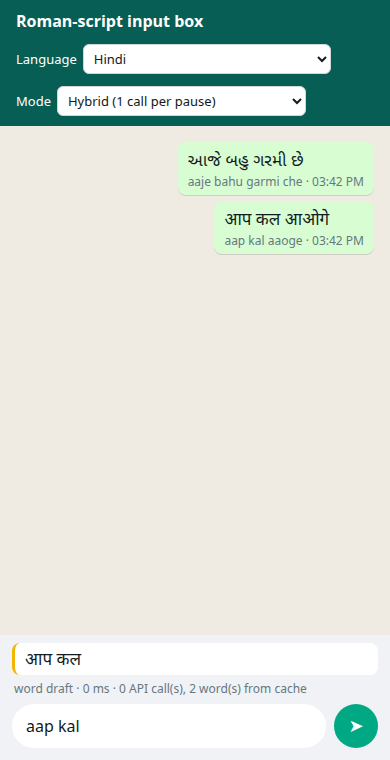 Roman-script input box
Language Hindi
Mode Hybrid (1 call per pause)
આજે બહુ ગરમી છે
aaje bahu garmi che · 03:42 PM
आप कल आओगे
aap kal aaoge · 03:42 PM
आप कल
word draft · 0 ms · 0 API call(s), 2 word(s) from cache
aap kal